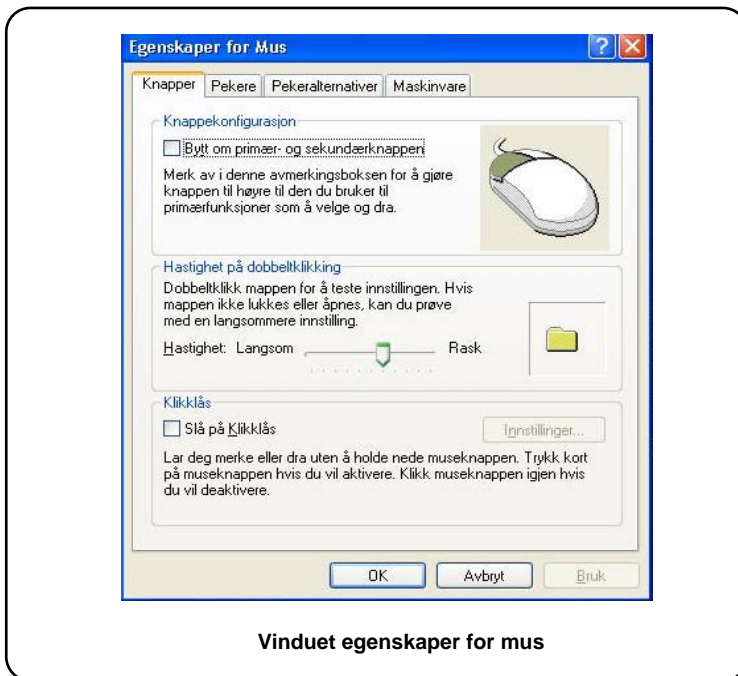 Egenskaper for Mus
Knapper Pekere Pekeralternativer Maskinvare
Knappekonfigurasjon
Bytt om primær- og sekundærknappen
Merk av i denne avmerkingsboksen for å gjøre
knappen til høyre til den du bruker til
primærfunksjoner som å velge og dra.
Hastighet på dobbeltklikking
Dobbeltklikk mappen for å teste innstillingen. Hvis
mappen ikke lukkes eller åpnes, kan du prøve
med en langsommere innstilling.
Hastighet: Langsom Rask
Klikklås
Slå på Klikklås Innstillinger...
Lar deg merke eller dra uten å holde nede museknappen. Trykk kort
på museknappen hvis du vil aktivere. Klikk museknappen igjen hvis
du vil deaktivere.
OK Avbryt Bruk
Vinduet egenskaper for mus